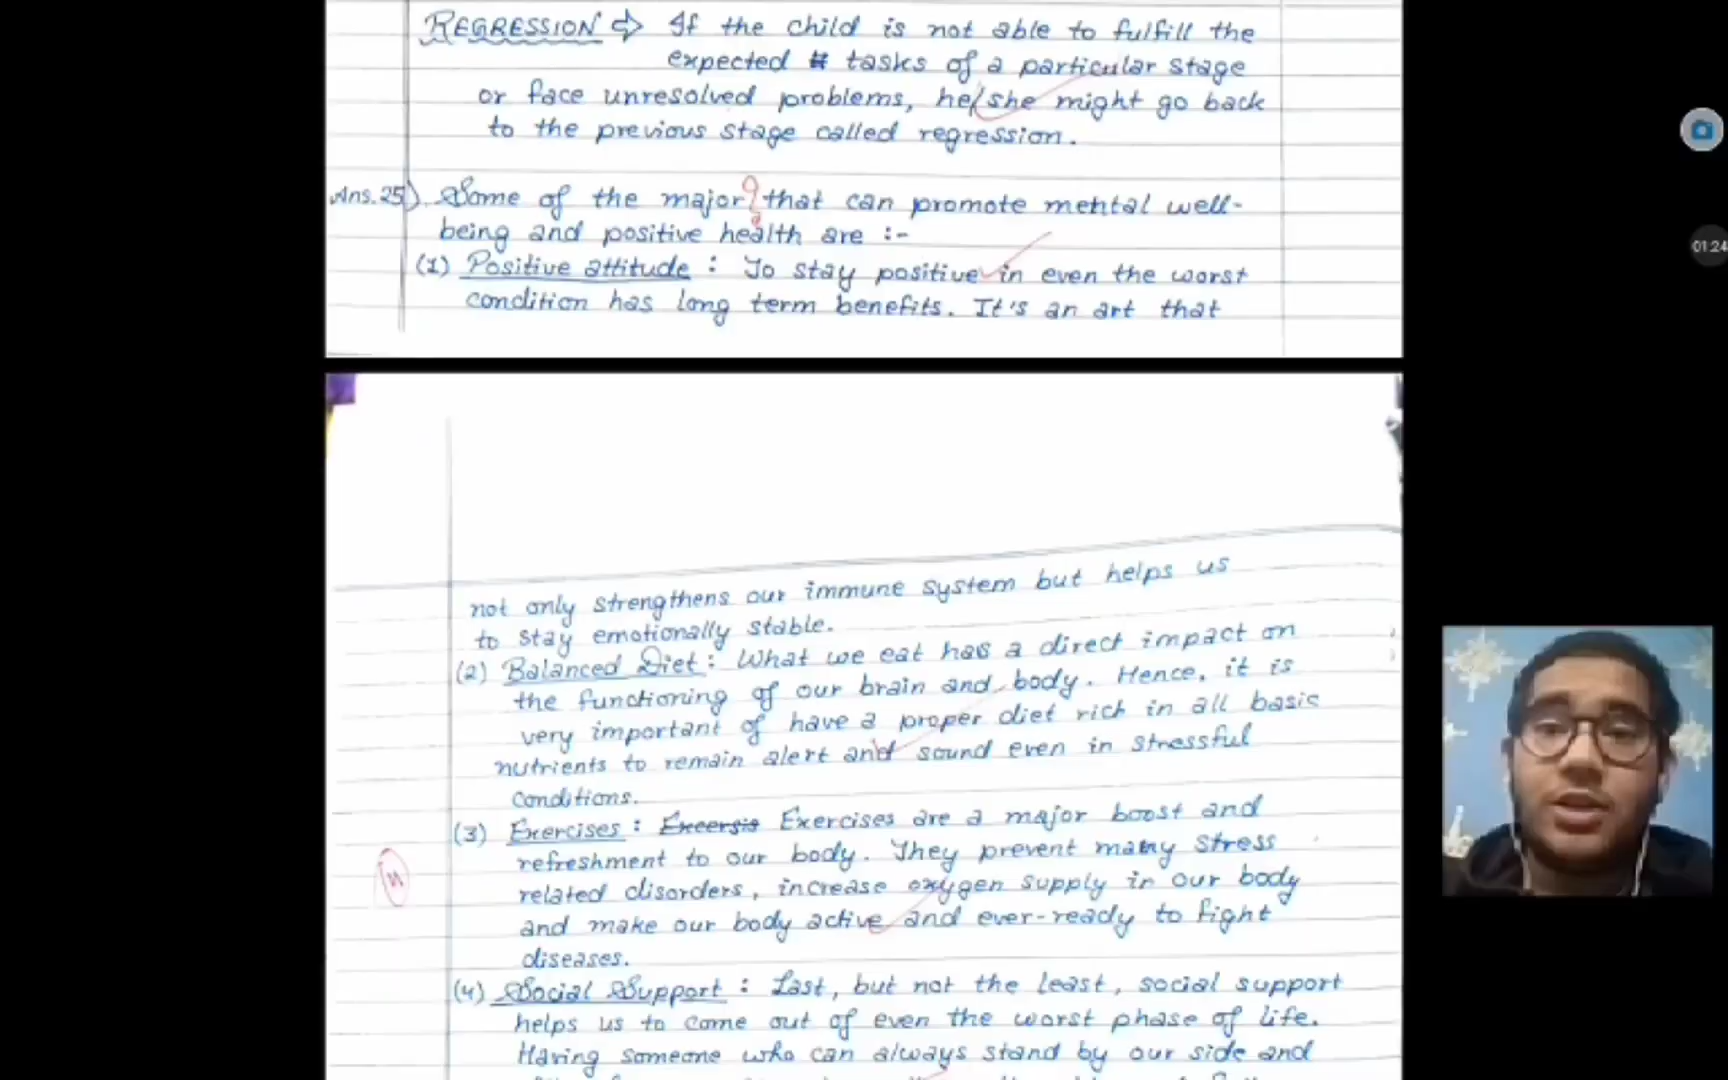 REGRESSION ⇒ If the child is not able to fulfill the
expected tasks of a particular stage
or face unresolved problems, he/she might go back
to the previous stage called regression.
Ans.25) Some of the major that can promote mental well-
being and positive health are :-
(1) Positive attitude : To stay positive in even the worst
condition has long term benefits. It's an art that
01:24
not only strengthens our immune system but helps us
to stay emotionally stable.
(2) Balanced Diet : What we eat has a direct impact on
the functioning of our brain and body. Hence, it is
very important of have a proper diet rich in all basic
nutrients to remain alert and sound even in stressful
conditions.
(3) Exercises : Excersis Exercises are a major boost and
refreshment to our body. They prevent many stress
related disorders, increase oxygen supply in our body
and make our body active and ever-ready to fight
diseases.
(4) Social Support : Last, but not the least, social support
helps us to come out of even the worst phase of life.
Having someone who can always stand by our side and